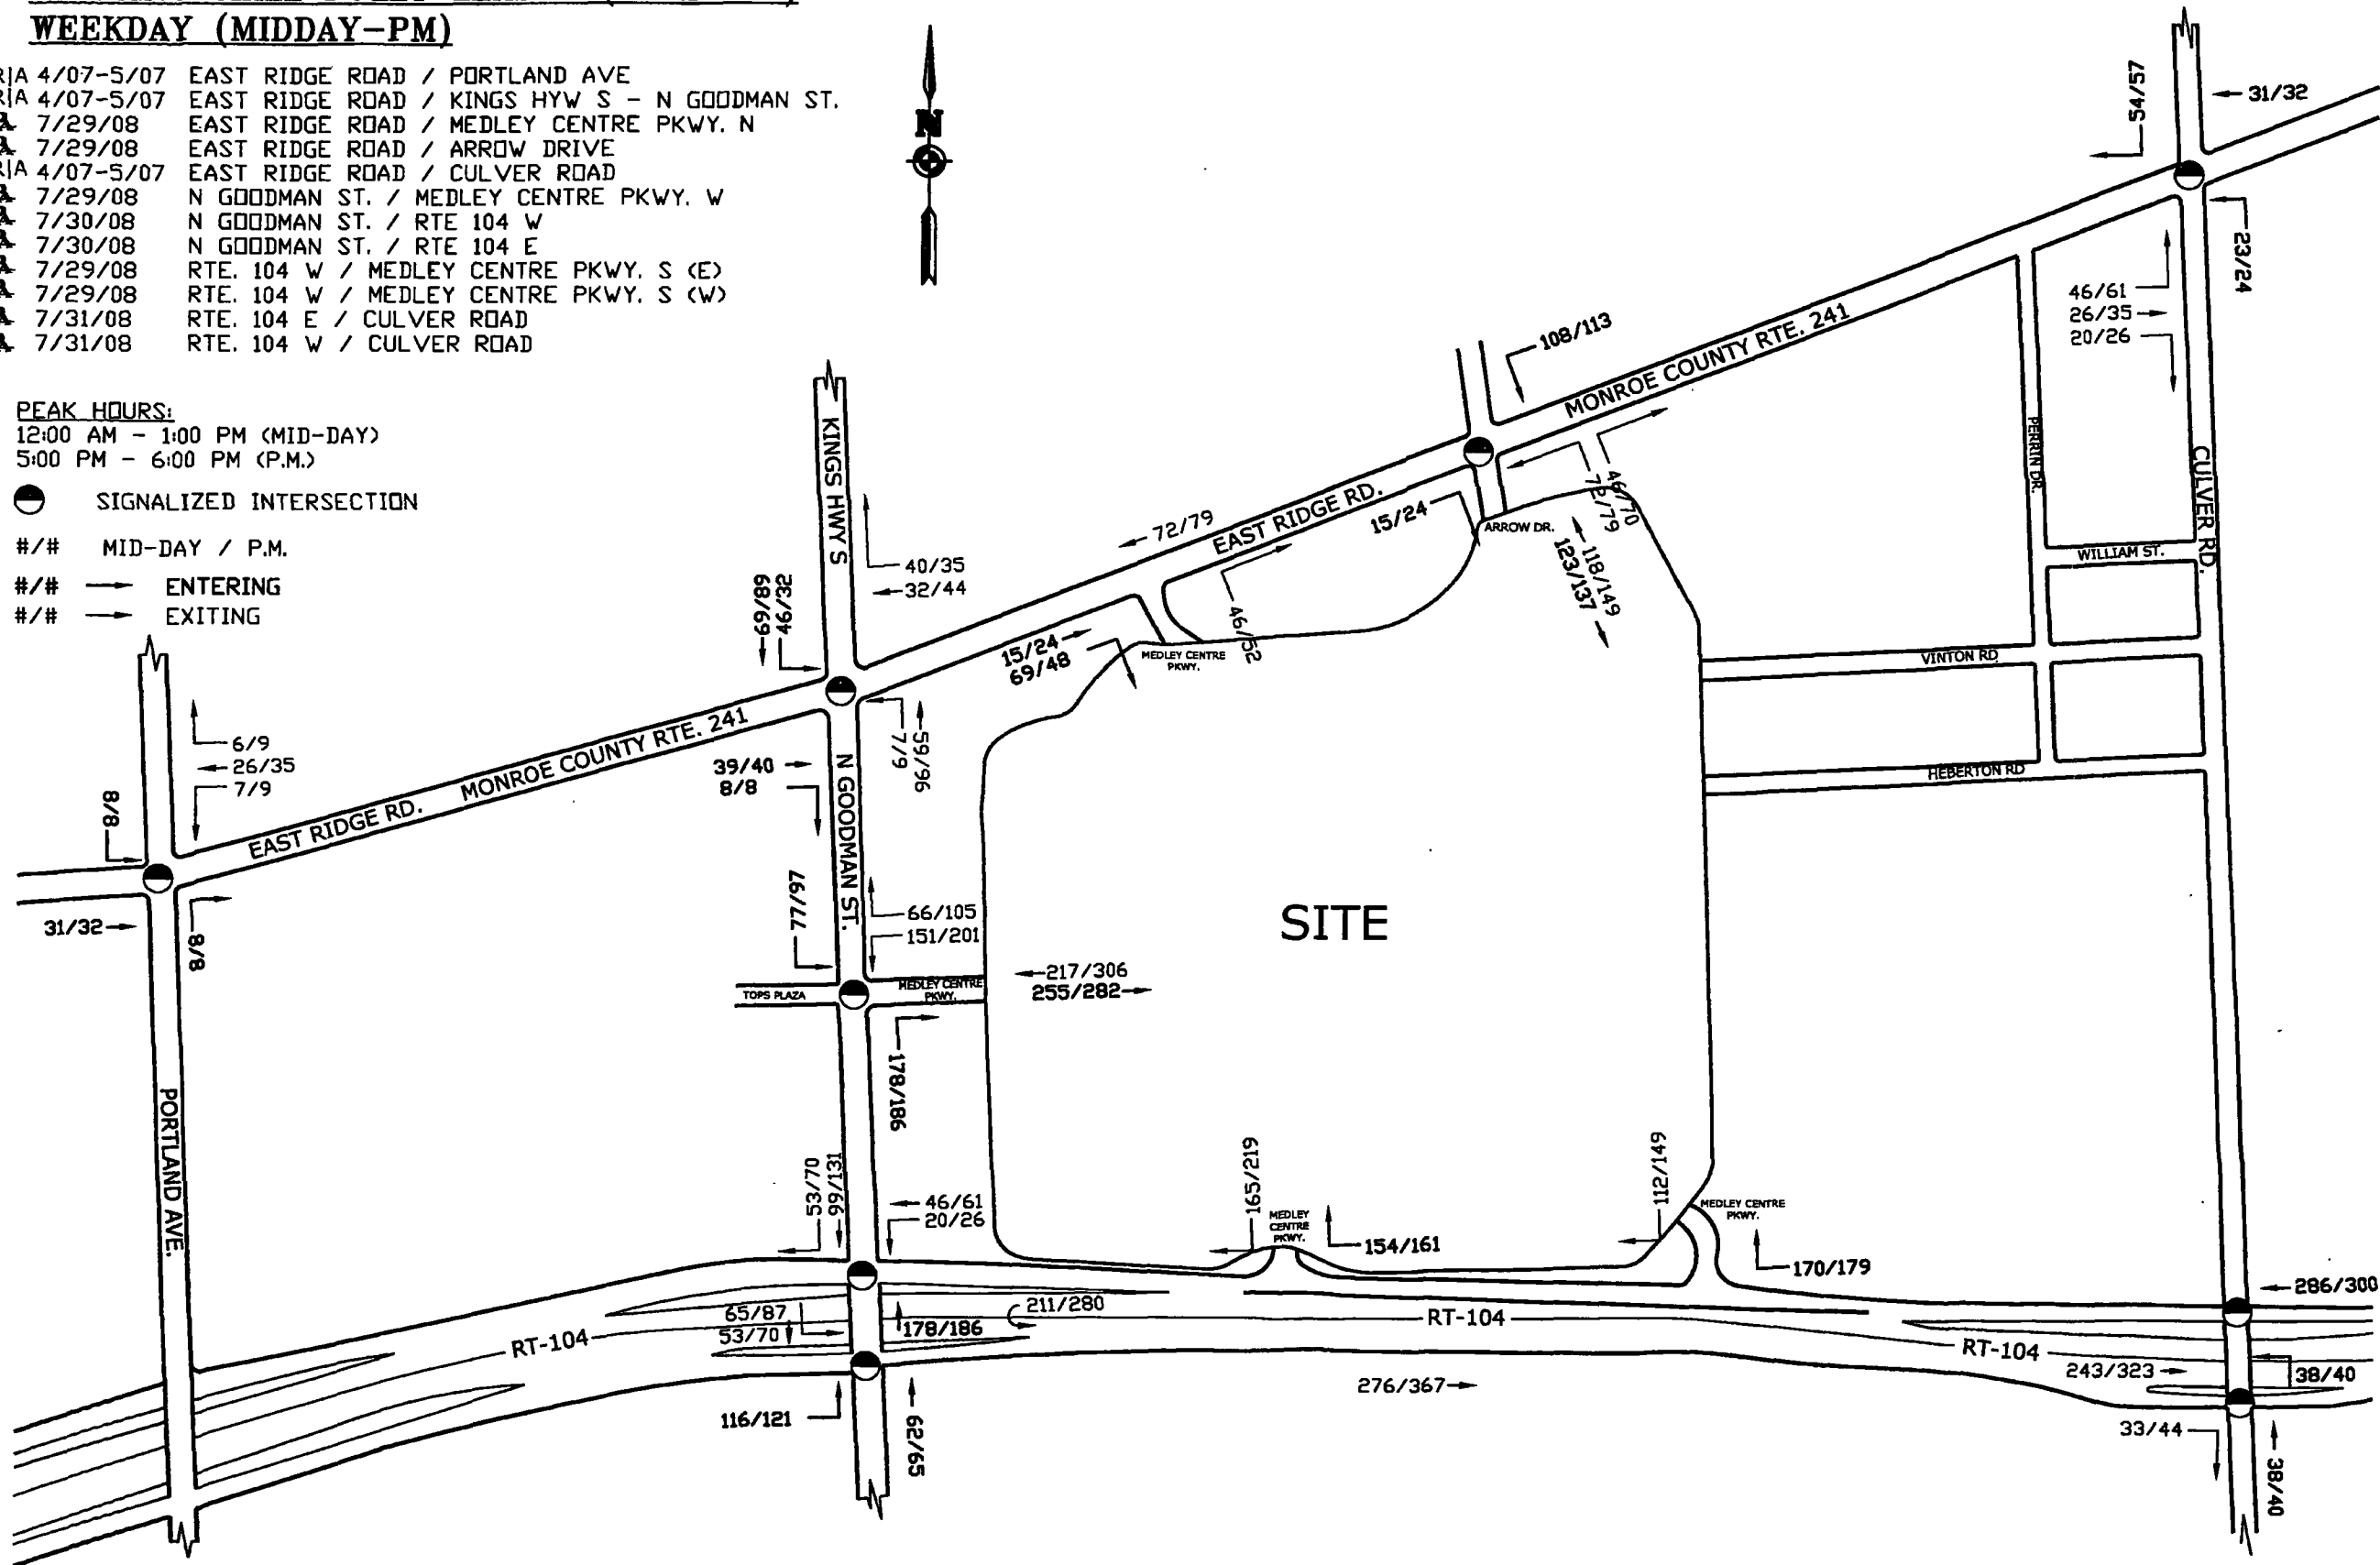 WEEKDAY (MIDDAY-PM)
4/07-5/07 EAST RIDGE ROAD / PORTLAND AVE
4/07-5/07 EAST RIDGE ROAD / KINGS HYW S - N GOODMAN ST.
7/29/08 EAST RIDGE ROAD / MEDLEY CENTRE PKWY. N
7/29/08 EAST RIDGE ROAD / ARROW DRIVE
4/07-5/07 EAST RIDGE ROAD / CULVER ROAD
7/29/08 N GOODMAN ST. / MEDLEY CENTRE PKWY. W
7/30/08 N GOODMAN ST. / RTE 104 W
7/30/08 N GOODMAN ST. / RTE 104 E
7/29/08 RTE. 104 W / MEDLEY CENTRE PKWY. S (E)
7/29/08 RTE. 104 W / MEDLEY CENTRE PKWY. S (W)
7/31/08 RTE. 104 E / CULVER ROAD
7/31/08 RTE. 104 W / CULVER ROAD
PEAK HOURS:
12:00 AM - 1:00 PM (MID-DAY)
5:00 PM - 6:00 PM (P.M.)
SIGNALIZED INTERSECTION
#/# MID-DAY / P.M.
#/# ENTERING
#/# EXITING
N
54/57
31/32
23/24
46/61
26/35
20/26
108/113
MONROE COUNTY RTE. 241
PERRIN DR.
CULVER RD.
WILLIAM ST.
VINTON RD
HEBERTON RD
46/70
72/79
15/24
ARROW DR.
118/149
123/137
EAST RIDGE RD.
72/79
46/52
KINGS HWY S
40/35
32/44
69/89
46/32
15/24
69/48
MEDLEY CENTRE
PKWY.
59/96
7/9
39/40
8/8
N GOODMAN ST.
MONROE COUNTY RTE. 241
EAST RIDGE RD.
6/9
26/35
7/9
8/8
31/32
8/8
PORTLAND AVE.
77/97
66/105
151/201
TOPS PLAZA
MEDLEY CENTRE
PKWY.
217/306
255/282
178/186
SITE
53/70
99/131
46/61
20/26
165/219
MEDLEY
CENTRE
PKWY.
154/161
112/149
MEDLEY CENTRE
PKWY.
170/179
286/300
65/87
53/70
178/186
211/280
RT-104
RT-104
RT-104
243/323
38/40
276/367
116/121
62/65
33/44
38/40